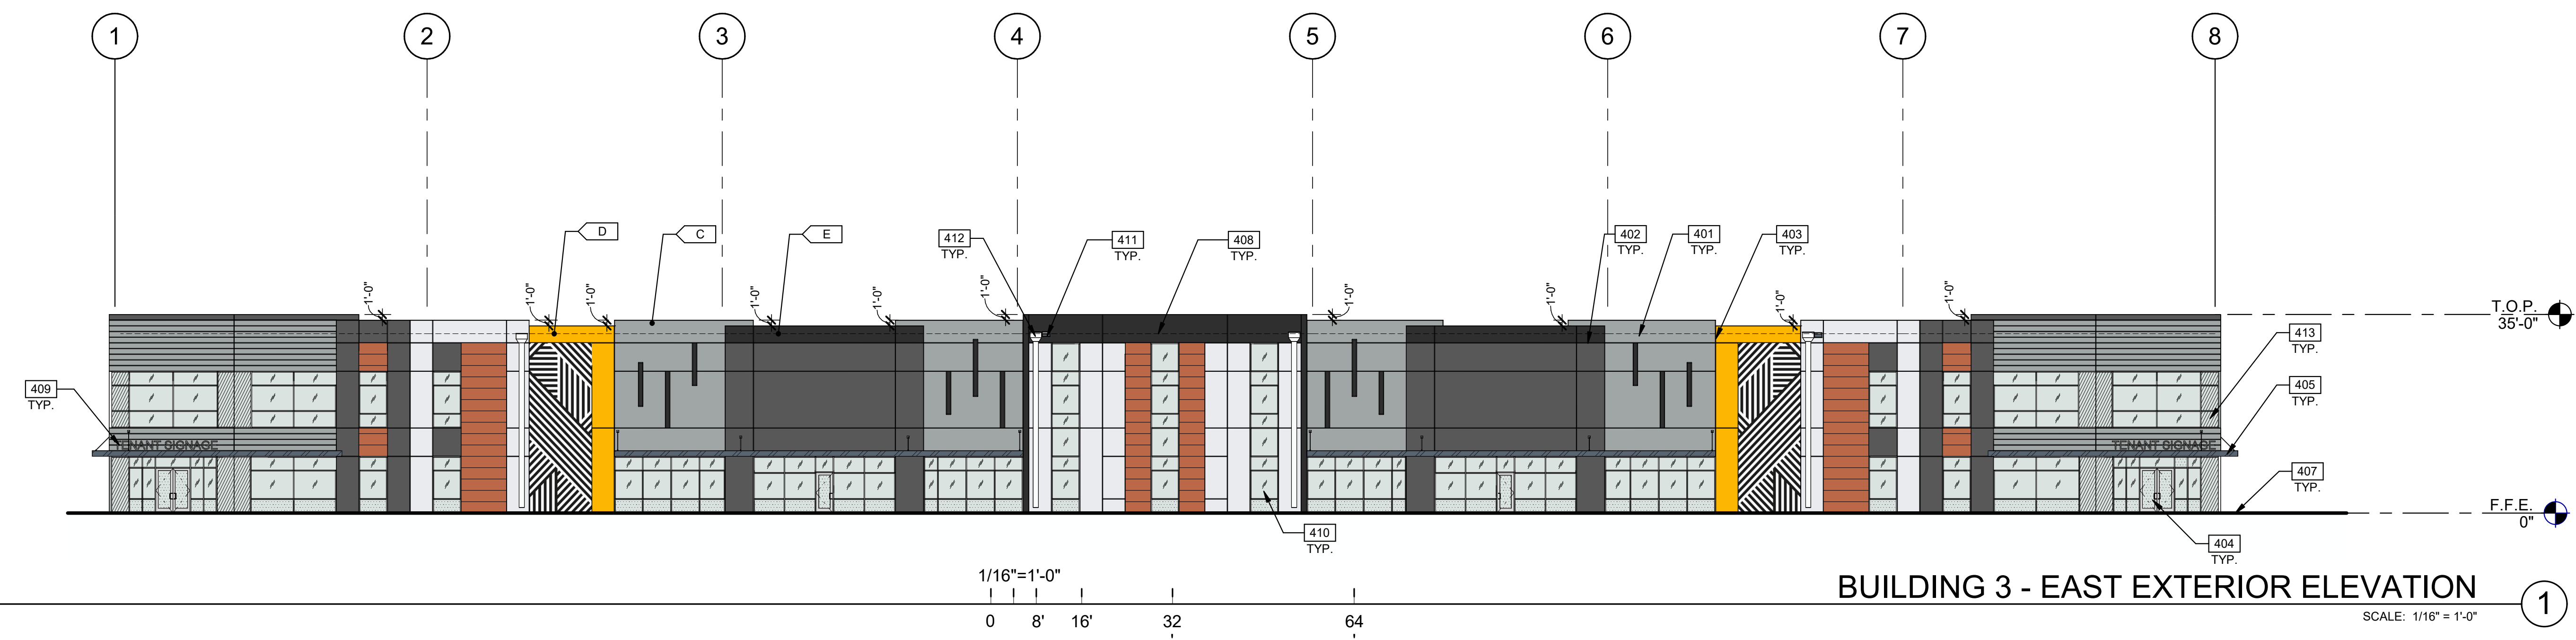 1 2 3 4 5 6 7 8
D C E
412 TYP.
411 TYP.
408 TYP.
402 TYP.
401 TYP.
403 TYP.
1'-0" 1'-0" 1'-0" 1'-0" 1'-0" 1'-0" 1'-0" 1'-0" 1'-0" 1'-0"
T.O.P.
35'-0"
413
TYP.
409
TYP.
405
TYP.
TENANT SIGNAGE TENANT SIGNAGE
407
TYP.
F.F.E.
0"
410
TYP.
404
TYP.
1/16"=1'-0"
0 8' 16' 32 64
' '
BUILDING 3 - EAST EXTERIOR ELEVATION
1
SCALE: 1/16" = 1'-0"